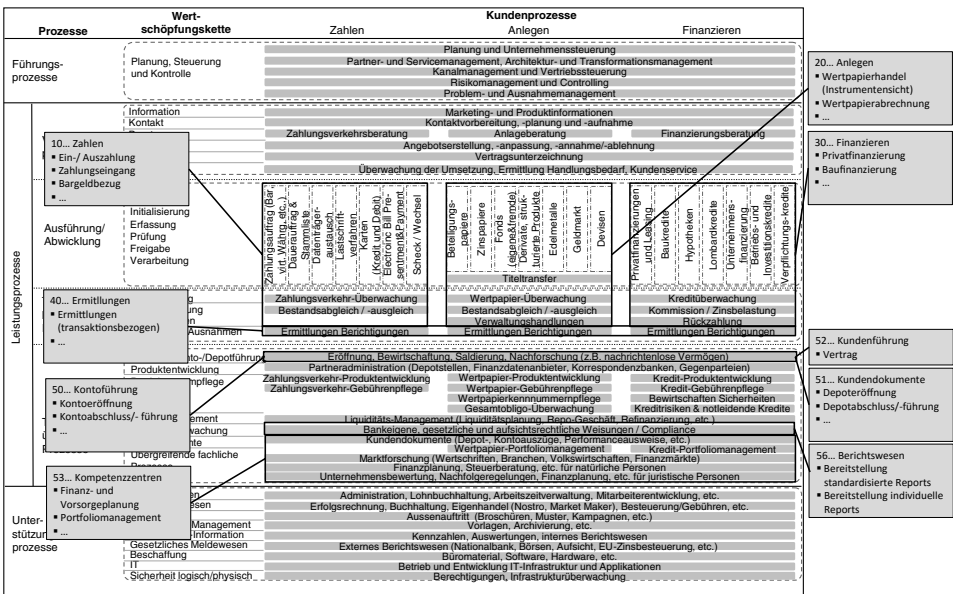 Prozesse
Wert-
schöpfungskette
Kundenprozesse
Zahlen
Anlegen
Finanzieren
Führungs-
prozesse
Planung, Steuerung
und Kontrolle
Planung und Unternehmenssteuerung
Partner- und Servicemanagement, Architektur- und Transformationsmanagement
Kanalmanagement und Vertriebssteuerung
Risikomanagement und Controlling
Problem- und Ausnahmemanagement
Leistungsprozesse
Information
Marketing- und Produktinformationen
Kontakt
Kontaktvorbereitung, -planung und -aufnahme
Zahlungsverkehrsberatung
Anlageberatung
Finanzierungsberatung
Angebotserstellung, -anpassung, -annahme/-ablehnung
Vertragsunterzeichnung
Überwachung der Umsetzung, Ermittlung Handlungsbedarf, Kundenservice
Ausführung/
Abwicklung
Initialisierung
Erfassung
Prüfung
Freigabe
Verarbeitung
Zahlungsauftrag (Bar
virt. Währg, etc.,)
Dauerauftrag &
Sammlliste
Datenträger-
austausch
Lastschrift-
verfahren
Karten
(Kredit und Debit)
Electronic Bill Pre-
sentment&Payment
Scheck / Wechsel
Beteiligungs-
papiere
Zinspapiere
Fonds
(eigene&fremde)
Derivate, struk-
turierte Produkte
Edelmetalle
Geldmarkt
Devisen
Titeltransfer
Privatfinanzierungen
und Leasing
Baukredite
Hypotheken
Lombardkredite
Unternehmens-
finanzierung,
Betriebs- und
Investitionskredite
Verpflichtungs-kredite
Zahlungsverkehr-Überwachung
Wertpapier-Überwachung
Kreditüberwachung
Bestandsabgleich / -ausgleich
Bestandsabgleich / -ausgleich
Kommission / Zinsbelastung
Verwaltungshandlungen
Rückzahlung
Ausnahmen
Ermittlungen Berichtigungen
Ermittlungen Berichtigungen
Ermittlungen Berichtigungen
nto-/Depotführung
Eröffnung, Bewirtschaftung, Saldierung, Nachforschung (z.B. nachrichtenlose Vermögen)
Produktentwicklung
Partneradministration (Depotstellen, Finanzdatenanbieter, Korrespondenzbanken, Gegenparteien)
pflege
Zahlungsverkehr-Produktentwicklung
Wertpapier-Produktentwicklung
Kredit-Produktentwicklung
Zahlungsverkehr-Gebührenpflege
Wertpapier-Gebührenpflege
Kredit-Gebührenpflege
Wertpapierkennnummernpflege
Bewirtschaften Sicherheiten
Gesamtobligo-Überwachung
Kreditrisiken & notleidende Kredite
ement
Liquiditäts-Management (Liquiditätsplanung, Repo-Geschäft, Refinanzierung, etc.)
wachung
Bankeigene, gesetzliche und aufsichtsrechtliche Weisungen / Compliance
nte
Kundendokumente (Depot-, Kontoauszüge, Performanceausweise, etc.)
Wertpapier-Portfoliomanagement
Kredit-Portfoliomanagement
Übergreifende fachliche
Prozesse
Marktforschung (Wertschriften, Branchen, Volkswirtschaften, Finanzmärkte)
Finanzplanung, Steuerberatung, etc. für natürliche Personen
Unternehmensbewertung, Nachfolgeregelungen, Finanzplanung, etc. für juristische Personen
Unter-
stützun
prozesse
en
Administration, Lohnbuchhaltung, Arbeitszeitverwaltung, Mitarbeiterentwicklung, etc.
esen
Erfolgsrechnung, Buchhaltung, Eigenhandel (Nostro, Market Maker), Besteuerung/Gebühren, etc.
Aussenauftritt (Broschüren, Muster, Kampagnen, etc.)
Management
Vorlagen, Archivierung, etc.
-Information
Kennzahlen, Auswertungen, internes Berichtswesen
Gesetzliches Meldewesen
Externes Berichtswesen (Nationalbank, Börsen, Aufsicht, EU-Zinsbesteuerung, etc.)
Beschaffung
Büromaterial, Software, Hardware, etc.
IT
Betrieb und Entwicklung IT-Infrastruktur und Applikationen
Sicherheit logisch/physisch
Berechtigungen, Infrastrukturüberwachung
10... Zahlen
▪ Ein-/ Auszahlung
▪ Zahlungseingang
▪ Bargeldbezug
▪ ...
40... Ermitllungen
▪ Ermittlungen
(transaktionsbezogen)
▪ ...
50... Kontoführung
▪ Kontoeröffnung
▪ Kontoabschluss/- führung
▪ ...
53... Kompetenzzentren
▪ Finanz- und
Vorsorgeplanung
▪ Portfoliomanagement
▪ ...
20... Anlegen
▪ Wertpapierhandel
(Instrumentensicht)
▪ Wertpapierabrechnung
▪ ...
30... Finanzieren
▪ Privatfinanzierung
▪ Baufinanzierung
▪ ...
52... Kundenführung
▪ Vertrag
51... Kundendokumente
▪ Depoteröffnung
▪ Depotabschluss/-führung
▪ ...
56... Berichtswesen
▪ Bereitstellung
standardisierte Reports
▪ Bereitstellung individuelle
Reports